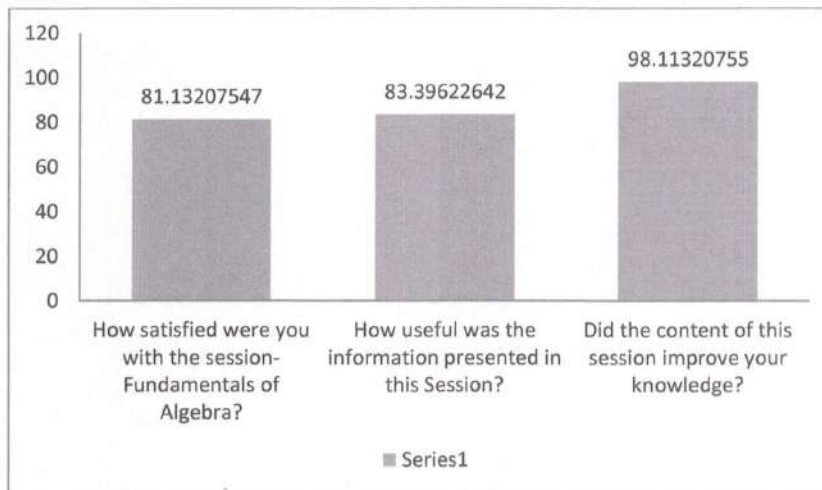 120
100
80
60
40
20
0
81.13207547
83.39622642
98.11320755
How satisfied were you
with the session-
Fundamentals of
Algebra?
How useful was the
information presented in
this Session?
Did the content of this
session improve your
knowledge?
Series1